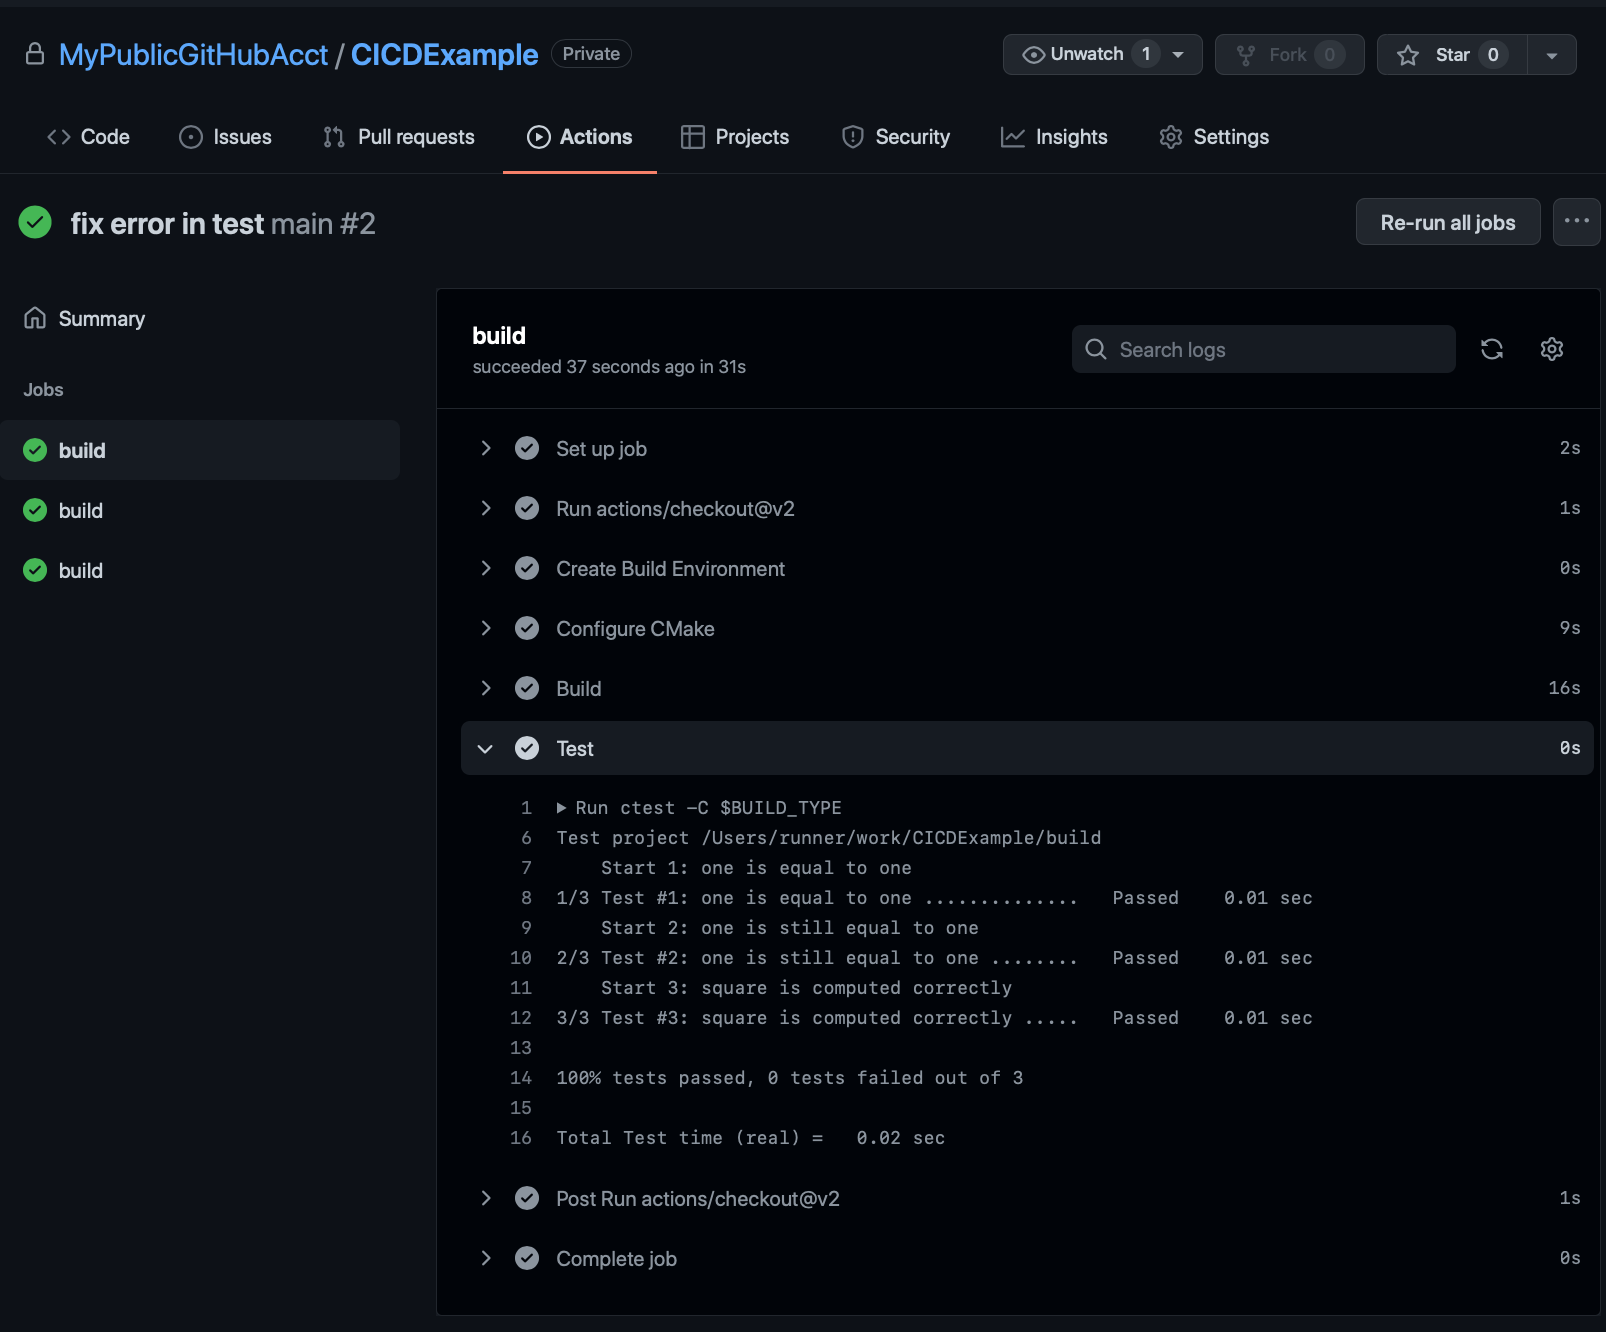 MyPublicGitHubAcct / CICDExample Private Unwatch 1 Fork 0 Star 0
Code Issues Pull requests Actions Projects Security Insights Settings
fix error in test main #2 Re-run all jobs ...
Summary
Jobs
build
build
build
build
succeeded 37 seconds ago in 31s
Search logs
Set up job 2s
Run actions/checkout@v2 1s
Create Build Environment 0s
Configure CMake 9s
Build 16s
Test 0s
1 Run ctest -C $BUILD_TYPE
6 Test project /Users/runner/work/CICDExample/build
7 Start 1: one is equal to one
8 1/3 Test #1: one is equal to one .............. Passed 0.01 sec
9 Start 2: one is still equal to one
10 2/3 Test #2: one is still equal to one ........ Passed 0.01 sec
11 Start 3: square is computed correctly
12 3/3 Test #3: square is computed correctly ..... Passed 0.01 sec
13
14 100% tests passed, 0 tests failed out of 3
15
16 Total Test time (real) = 0.02 sec
Post Run actions/checkout@v2 1s
Complete job 0s